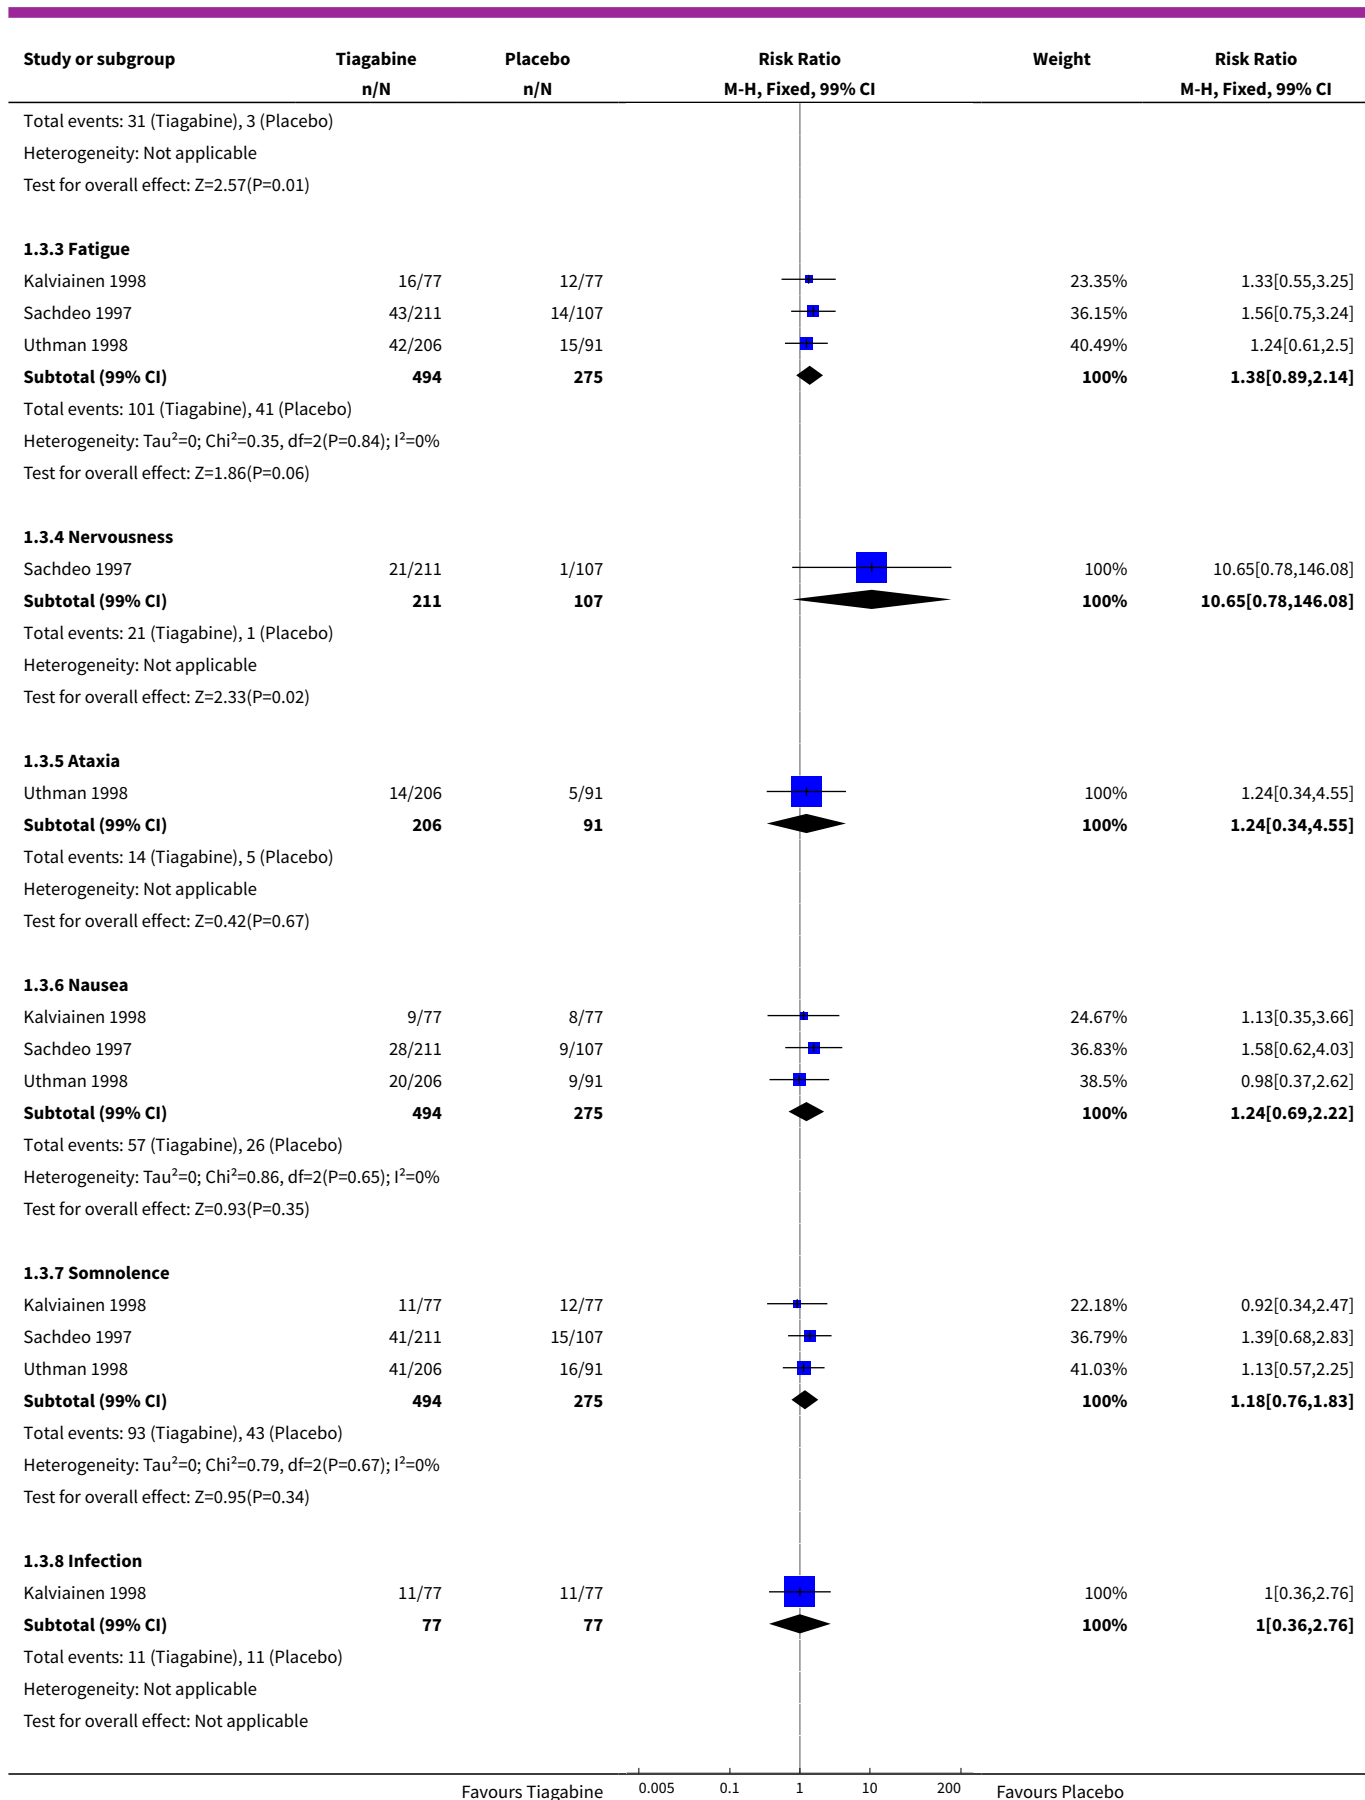 Study or subgroup Tiagabine Placebo Risk Ratio Weight Risk Ratio
n/N n/N M-H, Fixed, 99% CI M-H, Fixed, 99% CI
Total events: 31 (Tiagabine), 3 (Placebo)
Heterogeneity: Not applicable
Test for overall effect: Z=2.57(P=0.01)
1.3.3 Fatigue
Kalviainen 1998 16/77 12/77 23.35% 1.33[0.55,3.25]
Sachdeo 1997 43/211 14/107 36.15% 1.56[0.75,3.24]
Uthman 1998 42/206 15/91 40.49% 1.24[0.61,2.5]
Subtotal (99% CI) 494 275 100% 1.38[0.89,2.14]
Total events: 101 (Tiagabine), 41 (Placebo)
Heterogeneity: Tau²=0; Chi²=0.35, df=2(P=0.84); I²=0%
Test for overall effect: Z=1.86(P=0.06)
1.3.4 Nervousness
Sachdeo 1997 21/211 1/107 100% 10.65[0.78,146.08]
Subtotal (99% CI) 211 107 100% 10.65[0.78,146.08]
Total events: 21 (Tiagabine), 1 (Placebo)
Heterogeneity: Not applicable
Test for overall effect: Z=2.33(P=0.02)
1.3.5 Ataxia
Uthman 1998 14/206 5/91 100% 1.24[0.34,4.55]
Subtotal (99% CI) 206 91 100% 1.24[0.34,4.55]
Total events: 14 (Tiagabine), 5 (Placebo)
Heterogeneity: Not applicable
Test for overall effect: Z=0.42(P=0.67)
1.3.6 Nausea
Kalviainen 1998 9/77 8/77 24.67% 1.13[0.35,3.66]
Sachdeo 1997 28/211 9/107 36.83% 1.58[0.62,4.03]
Uthman 1998 20/206 9/91 38.5% 0.98[0.37,2.62]
Subtotal (99% CI) 494 275 100% 1.24[0.69,2.22]
Total events: 57 (Tiagabine), 26 (Placebo)
Heterogeneity: Tau²=0; Chi²=0.86, df=2(P=0.65); I²=0%
Test for overall effect: Z=0.93(P=0.35)
1.3.7 Somnolence
Kalviainen 1998 11/77 12/77 22.18% 0.92[0.34,2.47]
Sachdeo 1997 41/211 15/107 36.79% 1.39[0.68,2.83]
Uthman 1998 41/206 16/91 41.03% 1.13[0.57,2.25]
Subtotal (99% CI) 494 275 100% 1.18[0.76,1.83]
Total events: 93 (Tiagabine), 43 (Placebo)
Heterogeneity: Tau²=0; Chi²=0.79, df=2(P=0.67); I²=0%
Test for overall effect: Z=0.95(P=0.34)
1.3.8 Infection
Kalviainen 1998 11/77 11/77 100% 1[0.36,2.76]
Subtotal (99% CI) 77 77 100% 1[0.36,2.76]
Total events: 11 (Tiagabine), 11 (Placebo)
Heterogeneity: Not applicable
Test for overall effect: Not applicable
Favours Tiagabine 0.005 0.1 1 10 200 Favours Placebo